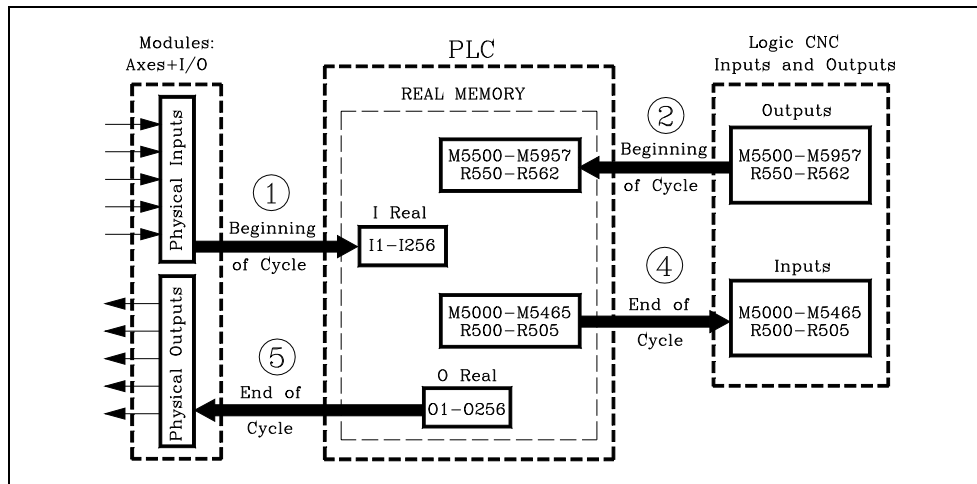 Modules:
Axes+I/O
Physical Inputs
Physical Outputs
1
Beginning
of Cycle
5
End of
Cycle
PLC
REAL MEMORY
M5500-M5957
R550-R562
I Real
I1-I256
M5000-M5465
R500-R505
O Real
O1-O256
2
Beginning
of Cycle
4
End of
Cycle
Logic CNC
Inputs and Outputs
Outputs
M5500-M5957
R550-R562
Inputs
M5000-M5465
R500-R505